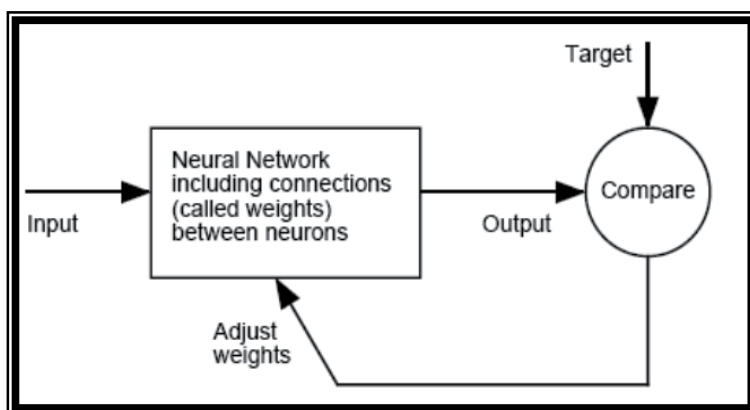 Target
Neural Network
including connections
(called weights)
between neurons
Compare
Input
Output
Adjust
weights